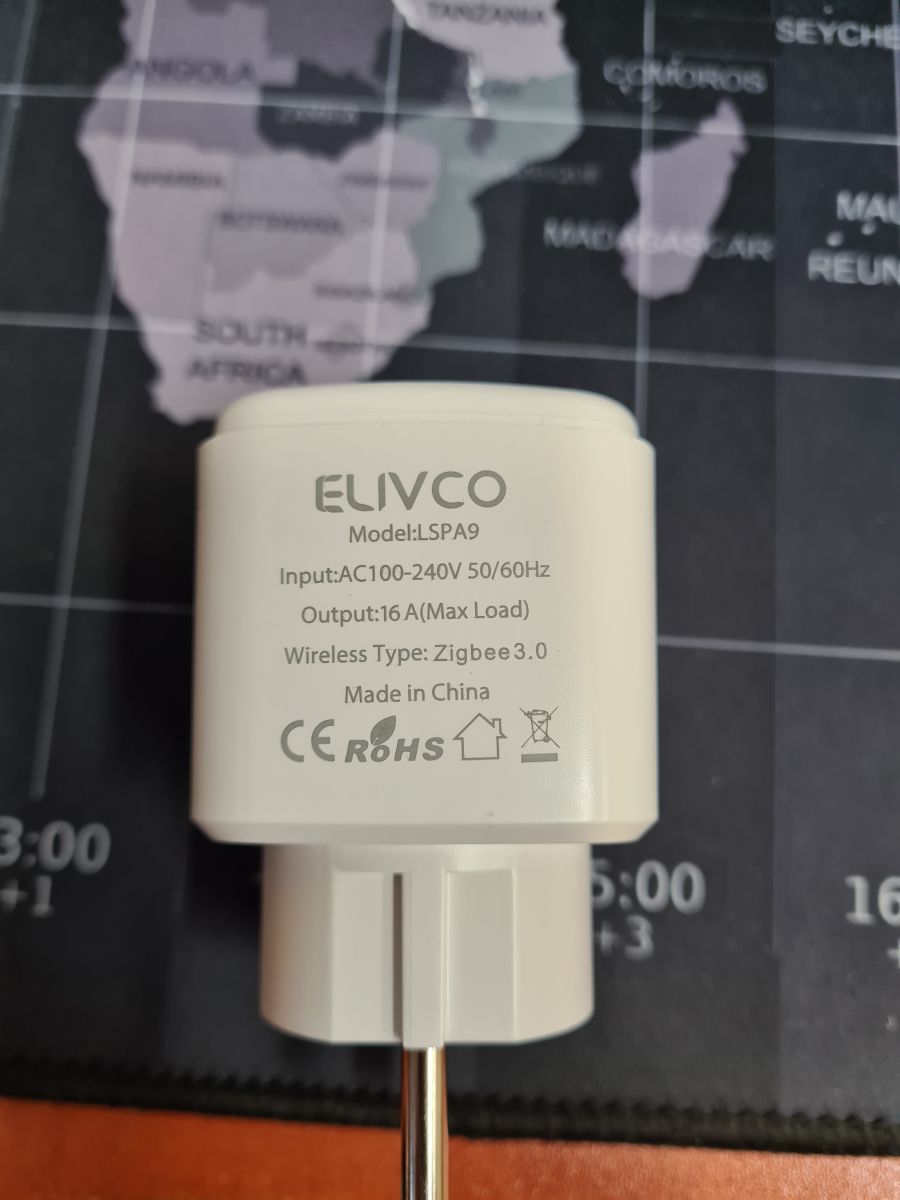 TANZANIA
SEYCHE
ANGOLA
COMOROS
ZAMBIA
NAMIBIA
BOTSWANA
MADAGASCAR
MAU
REUN
SOUTH
AFRICA
ELIVCO
Model:LSPA9
Input:AC100-240V 50/60Hz
Output:16 A(Max Load)
Wireless Type: Zigbee3.0
Made in China
CE RoHS
3:00
+1
5:00
+3
16